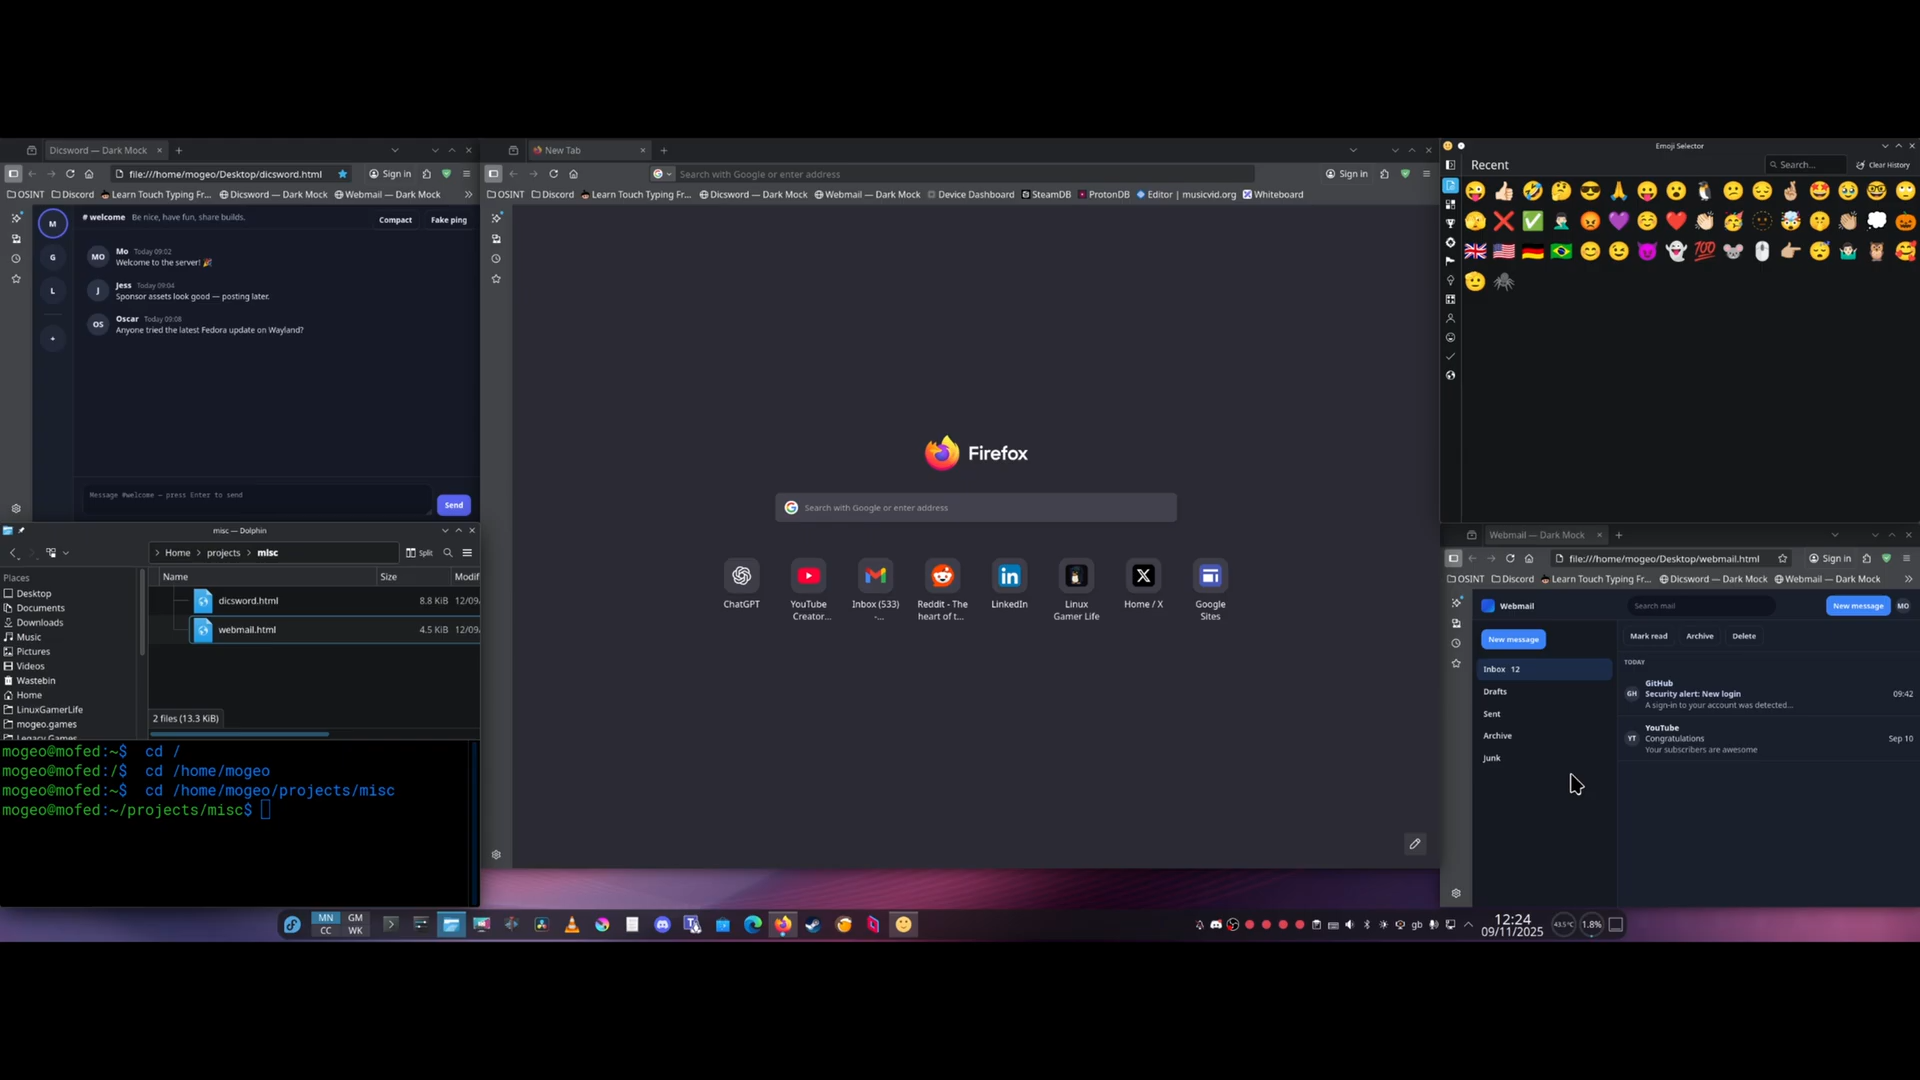 Dicsword — Dark Mock
file:///home/mogeo/Desktop/dicsword.html
Sign in
OSINT
Discord
Learn Touch Typing Fr...
Dicsword — Dark Mock
Webmail — Dark Mock
M
G
L
+
# welcome Be nice, have fun, share builds.
Compact
Fake ping
MO
Mo Today 09:02
Welcome to the server! 🎉
J
Jess Today 09:04
Sponsor assets look good — posting later.
OS
Oscar Today 09:08
Anyone tried the latest Fedora update on Wayland?
Message #welcome — press Enter to send
Send
misc — Dolphin
Home
projects
misc
Split
Places
Desktop
Documents
Downloads
Music
Pictures
Videos
Wastebin
Home
LinuxGamerLife
mogeo.games
Legacy Games
Name Size Modif
dicsword.html 8.8 KiB 12/09/
webmail.html 4.5 KiB 12/09/
2 files (13.3 KiB)
mogeo@mofed:~$ cd /
mogeo@mofed:/$ cd /home/mogeo
mogeo@mofed:~$ cd /home/mogeo/projects/misc
mogeo@mofed:~/projects/misc$
New Tab
Search with Google or enter address
Sign in
OSINT
Discord
Learn Touch Typing Fr...
Dicsword — Dark Mock
Webmail — Dark Mock
Device Dashboard
SteamDB
ProtonDB
Editor | musicvid.org
Whiteboard
Firefox
Search with Google or enter address
ChatGPT
YouTube
Creator...
Inbox (533)
-...
Reddit - The
heart of t...
LinkedIn
Linux
Gamer Life
Home / X
Google
Sites
Emoji Selector
Recent
Search...
Clear History
Webmail — Dark Mock
file:///home/mogeo/Desktop/webmail.html
Sign in
OSINT
Discord
Learn Touch Typing Fr...
Dicsword — Dark Mock
Webmail — Dark Mock
Webmail
Search mail
New message
MO
New message
Inbox 12
Drafts
Sent
Archive
Junk
Mark read
Archive
Delete
TODAY
GH
GitHub
Security alert: New login
A sign-in to your account was detected...
09:42
YT
YouTube
Congratulations
Your subscribers are awesome
Sep 10
MN GM
CC WK
gb
12:24
09/11/2025
43.5°C
1.8%